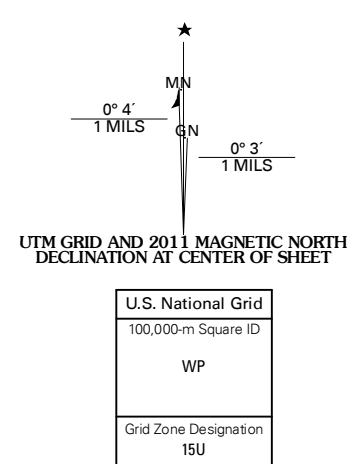 ★
MN
0° 4´
1 MILS
GN
0° 3´
1 MILS
UTM GRID AND 2011 MAGNETIC NORTH
DECLINATION AT CENTER OF SHEET
U.S. National Grid
100,000-m Square ID
WP
Grid Zone Designation
15U